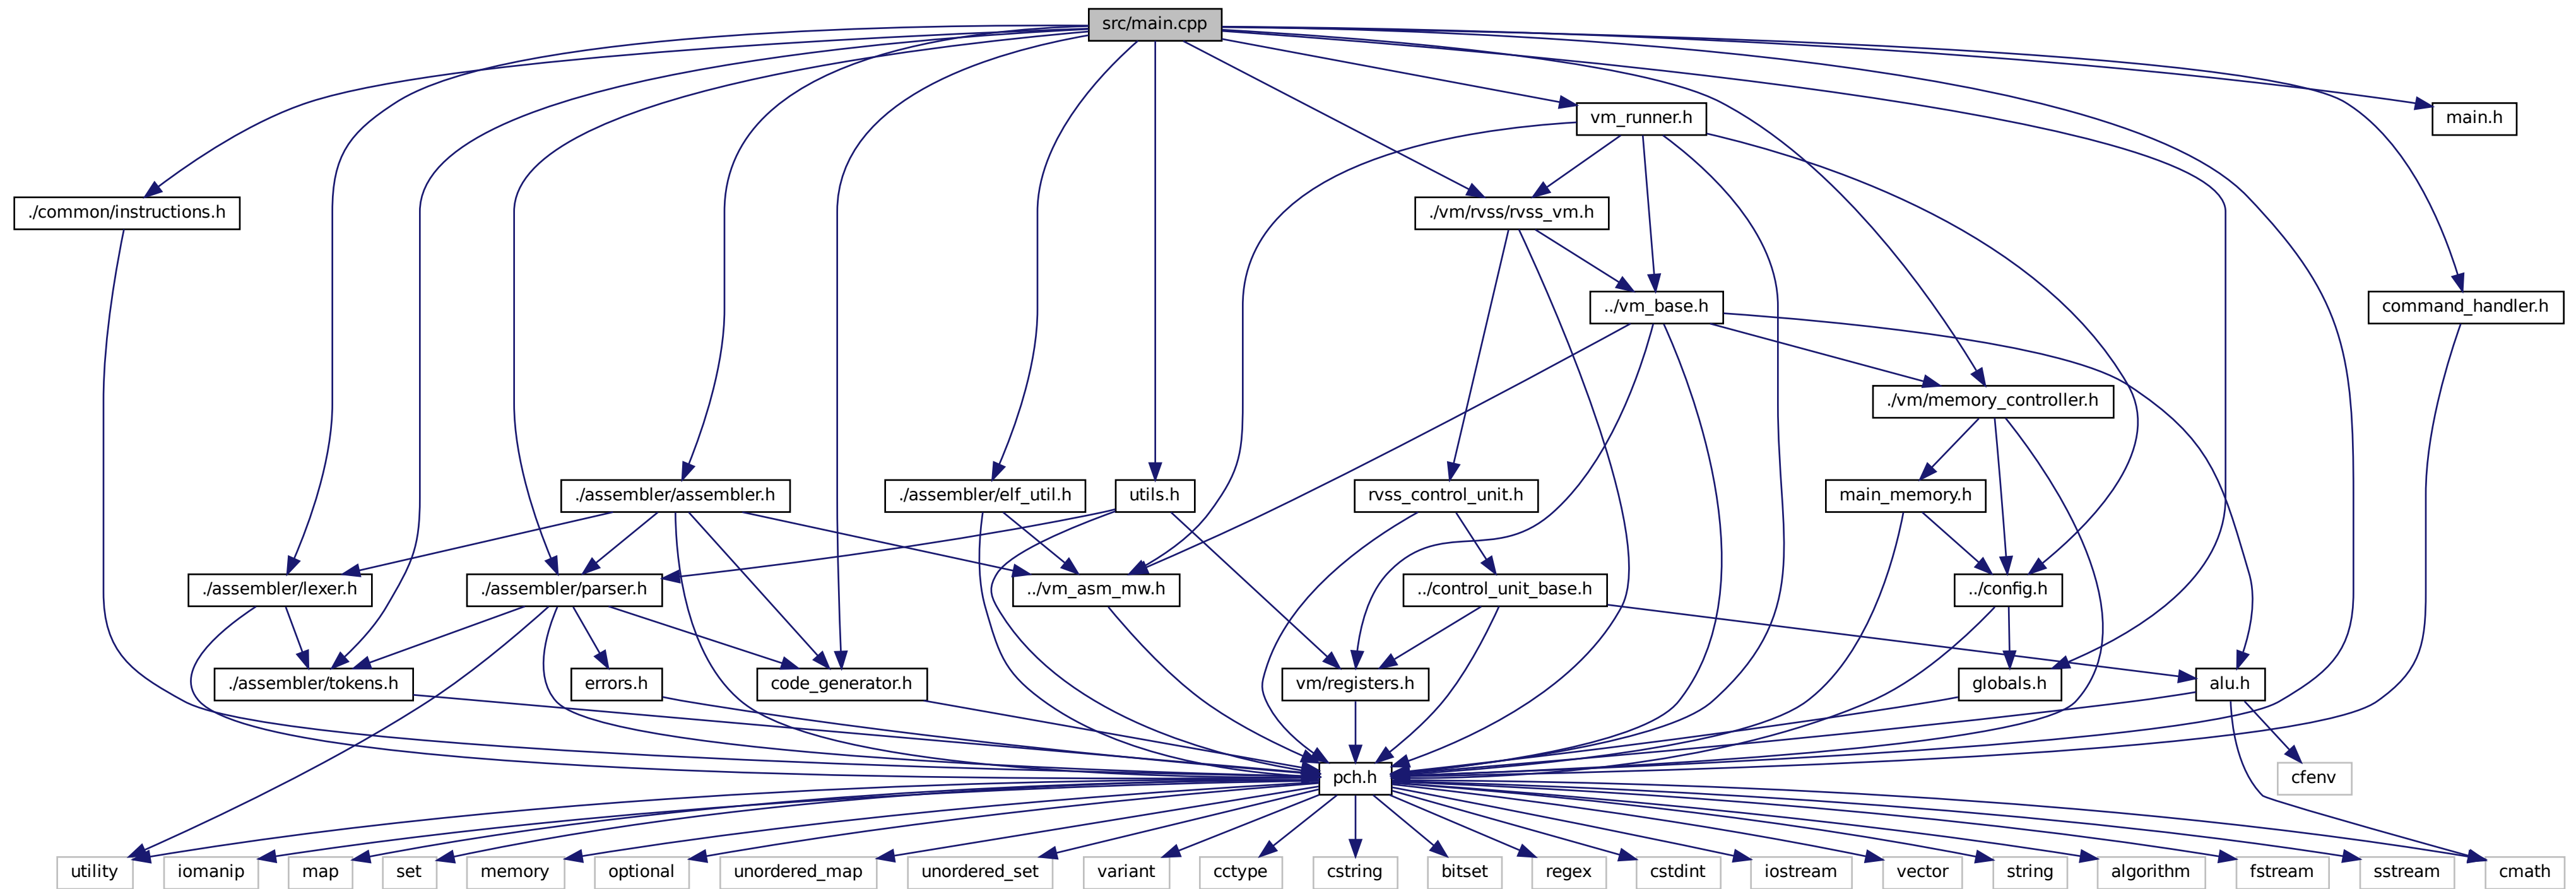 src/main.cpp
vm_runner.h
main.h
./common/instructions.h
./vm/rvss/rvss_vm.h
../vm_base.h
command_handler.h
./vm/memory_controller.h
./assembler/assembler.h
./assembler/elf_util.h
utils.h
rvss_control_unit.h
main_memory.h
./assembler/lexer.h
./assembler/parser.h
../vm_asm_mw.h
../control_unit_base.h
../config.h
./assembler/tokens.h
errors.h
code_generator.h
vm/registers.h
globals.h
alu.h
pch.h
cfenv
utility
iomanip
map
set
memory
optional
unordered_map
unordered_set
variant
cctype
cstring
bitset
regex
cstdint
iostream
vector
string
algorithm
fstream
sstream
cmath